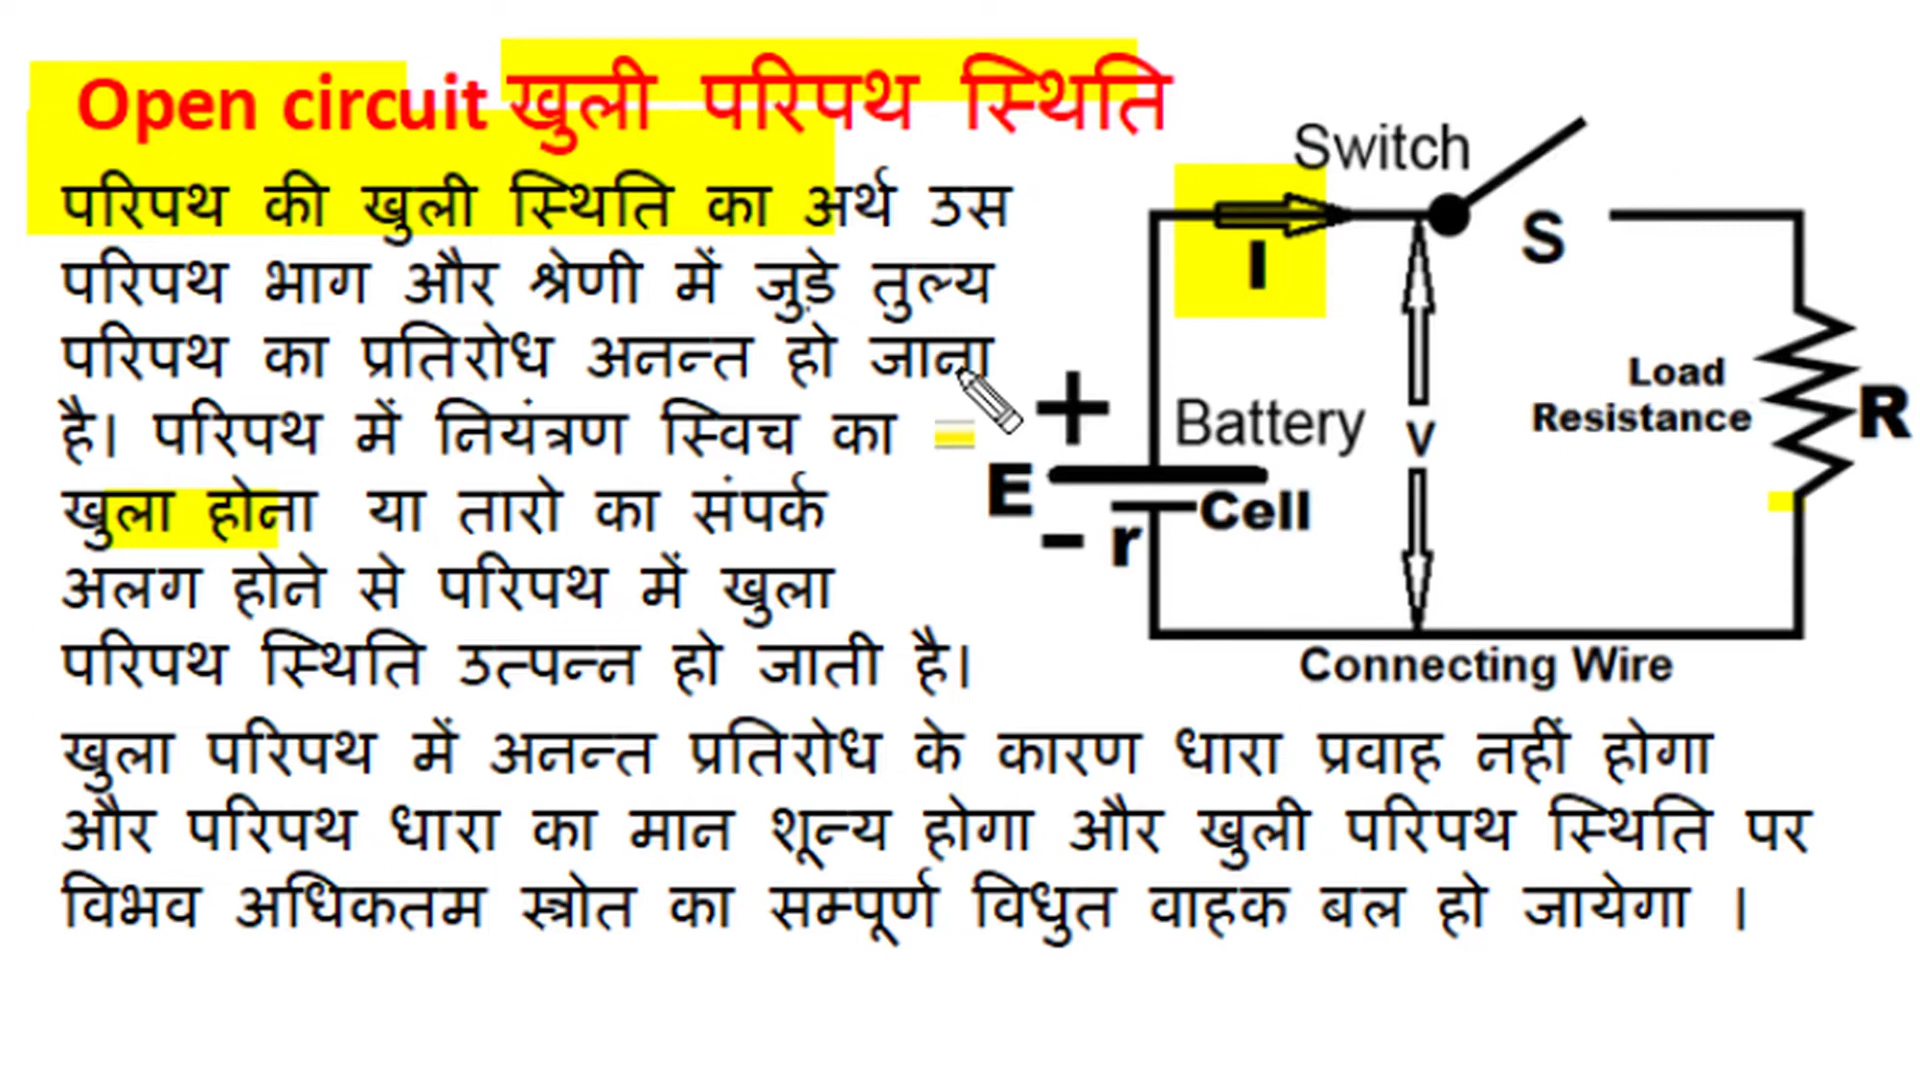 Open circuit खुली परिपथ स्थिति
परिपथ की खुली स्थिति का अर्थ उस
परिपथ भाग और श्रेणी में जुड़े तुल्य
परिपथ का प्रतिरोध अनन्त हो जाना
है। परिपथ में नियंत्रण स्विच का
खुला होना या तारो का संपर्क
अलग होने से परिपथ में खुला
परिपथ स्थिति उत्पन्न हो जाती है।
खुला परिपथ में अनन्त प्रतिरोध के कारण धारा प्रवाह नहीं होगा
और परिपथ धारा का मान शून्य होगा और खुली परिपथ स्थिति पर
विभव अधिकतम स्त्रोत का सम्पूर्ण विधुत वाहक बल हो जायेगा ।
Switch
S
I
+
Battery
V
Load
Resistance
R
E
Cell
– r
Connecting Wire